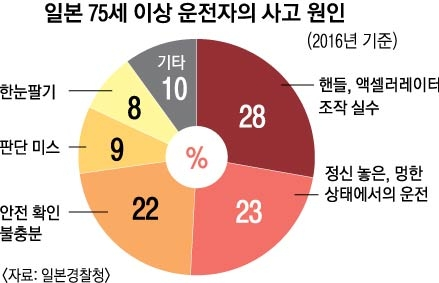 일본 75세 이상 운전자의 사고 원인
(2016년 기준)
핸들, 액셀러레이터
조작 실수
28
정신 놓은, 멍한
상태에서의 운전
23
안전 확인
불충분
22
판단 미스
9
한눈팔기
8
기타
10
%
〈자료: 일본경찰청〉